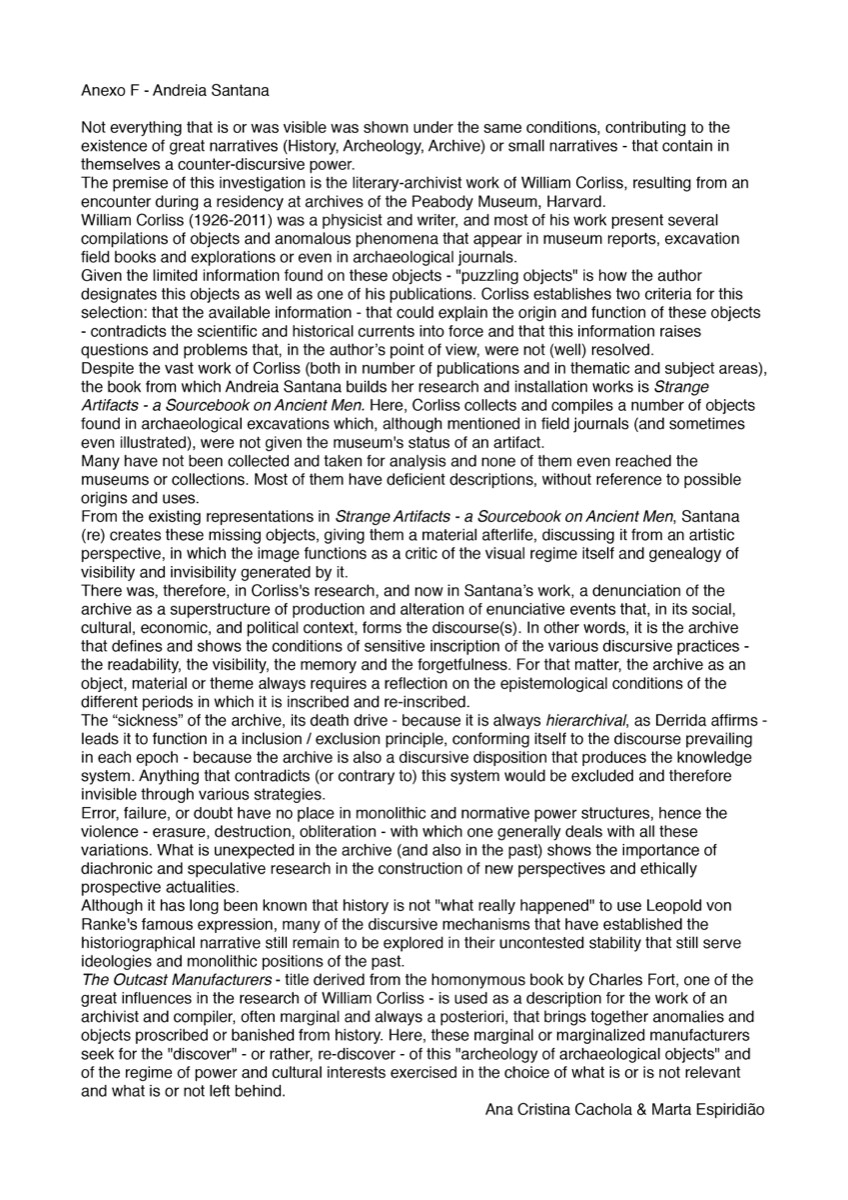 Anexo F - Andreia Santana
Not everything that is or was visible was shown under the same conditions, contributing to the
existence of great narratives (History, Archeology, Archive) or small narratives - that contain in
themselves a counter-discursive power.
The premise of this investigation is the literary-archivist work of William Corliss, resulting from an
encounter during a residency at archives of the Peabody Museum, Harvard.
William Corliss (1926-2011) was a physicist and writer, and most of his work present several
compilations of objects and anomalous phenomena that appear in museum reports, excavation
field books and explorations or even in archaeological journals.
Given the limited information found on these objects - "puzzling objects" is how the author
designates this objects as well as one of his publications. Corliss establishes two criteria for this
selection: that the available information - that could explain the origin and function of these objects
- contradicts the scientific and historical currents into force and that this information raises
questions and problems that, in the author's point of view, were not (well) resolved.
Despite the vast work of Corliss (both in number of publications and in thematic and subject areas),
the book from which Andreia Santana builds her research and installation works is Strange
Artifacts - a Sourcebook on Ancient Men. Here, Corliss collects and compiles a number of objects
found in archaeological excavations which, although mentioned in field journals (and sometimes
even illustrated), were not given the museum's status of an artifact.
Many have not been collected and taken for analysis and none of them even reached the
museums or collections. Most of them have deficient descriptions, without reference to possible
origins and uses.
From the existing representations in Strange Artifacts - a Sourcebook on Ancient Men, Santana
(re) creates these missing objects, giving them a material afterlife, discussing it from an artistic
perspective, in which the image functions as a critic of the visual regime itself and genealogy of
visibility and invisibility generated by it.
There was, therefore, in Corliss's research, and now in Santana's work, a denunciation of the
archive as a superstructure of production and alteration of enunciative events that, in its social,
cultural, economic, and political context, forms the discourse(s). In other words, it is the archive
that defines and shows the conditions of sensitive inscription of the various discursive practices -
the readability, the visibility, the memory and the forgetfulness. For that matter, the archive as an
object, material or theme always requires a reflection on the epistemological conditions of the
different periods in which it is inscribed and re-inscribed.
The “sickness” of the archive, its death drive - because it is always hierarchival, as Derrida affirms -
leads it to function in a inclusion / exclusion principle, conforming itself to the discourse prevailing
in each epoch - because the archive is also a discursive disposition that produces the knowledge
system. Anything that contradicts (or contrary to) this system would be excluded and therefore
invisible through various strategies.
Error, failure, or doubt have no place in monolithic and normative power structures, hence the
violence - erasure, destruction, obliteration - with which one generally deals with all these
variations. What is unexpected in the archive (and also in the past) shows the importance of
diachronic and speculative research in the construction of new perspectives and ethically
prospective actualities.
Although it has long been known that history is not "what really happened" to use Leopold von
Ranke's famous expression, many of the discursive mechanisms that have established the
historiographical narrative still remain to be explored in their uncontested stability that still serve
ideologies and monolithic positions of the past.
The Outcast Manufacturers - title derived from the homonymous book by Charles Fort, one of the
great influences in the research of William Corliss - is used as a description for the work of an
archivist and compiler, often marginal and always a posteriori, that brings together anomalies and
objects proscribed or banished from history. Here, these marginal or marginalized manufacturers
seek for the "discover" - or rather, re-discover - of this "archeology of archaeological objects" and
of the regime of power and cultural interests exercised in the choice of what is or is not relevant
and what is or not left behind.
Ana Cristina Cachola & Marta Espiridião